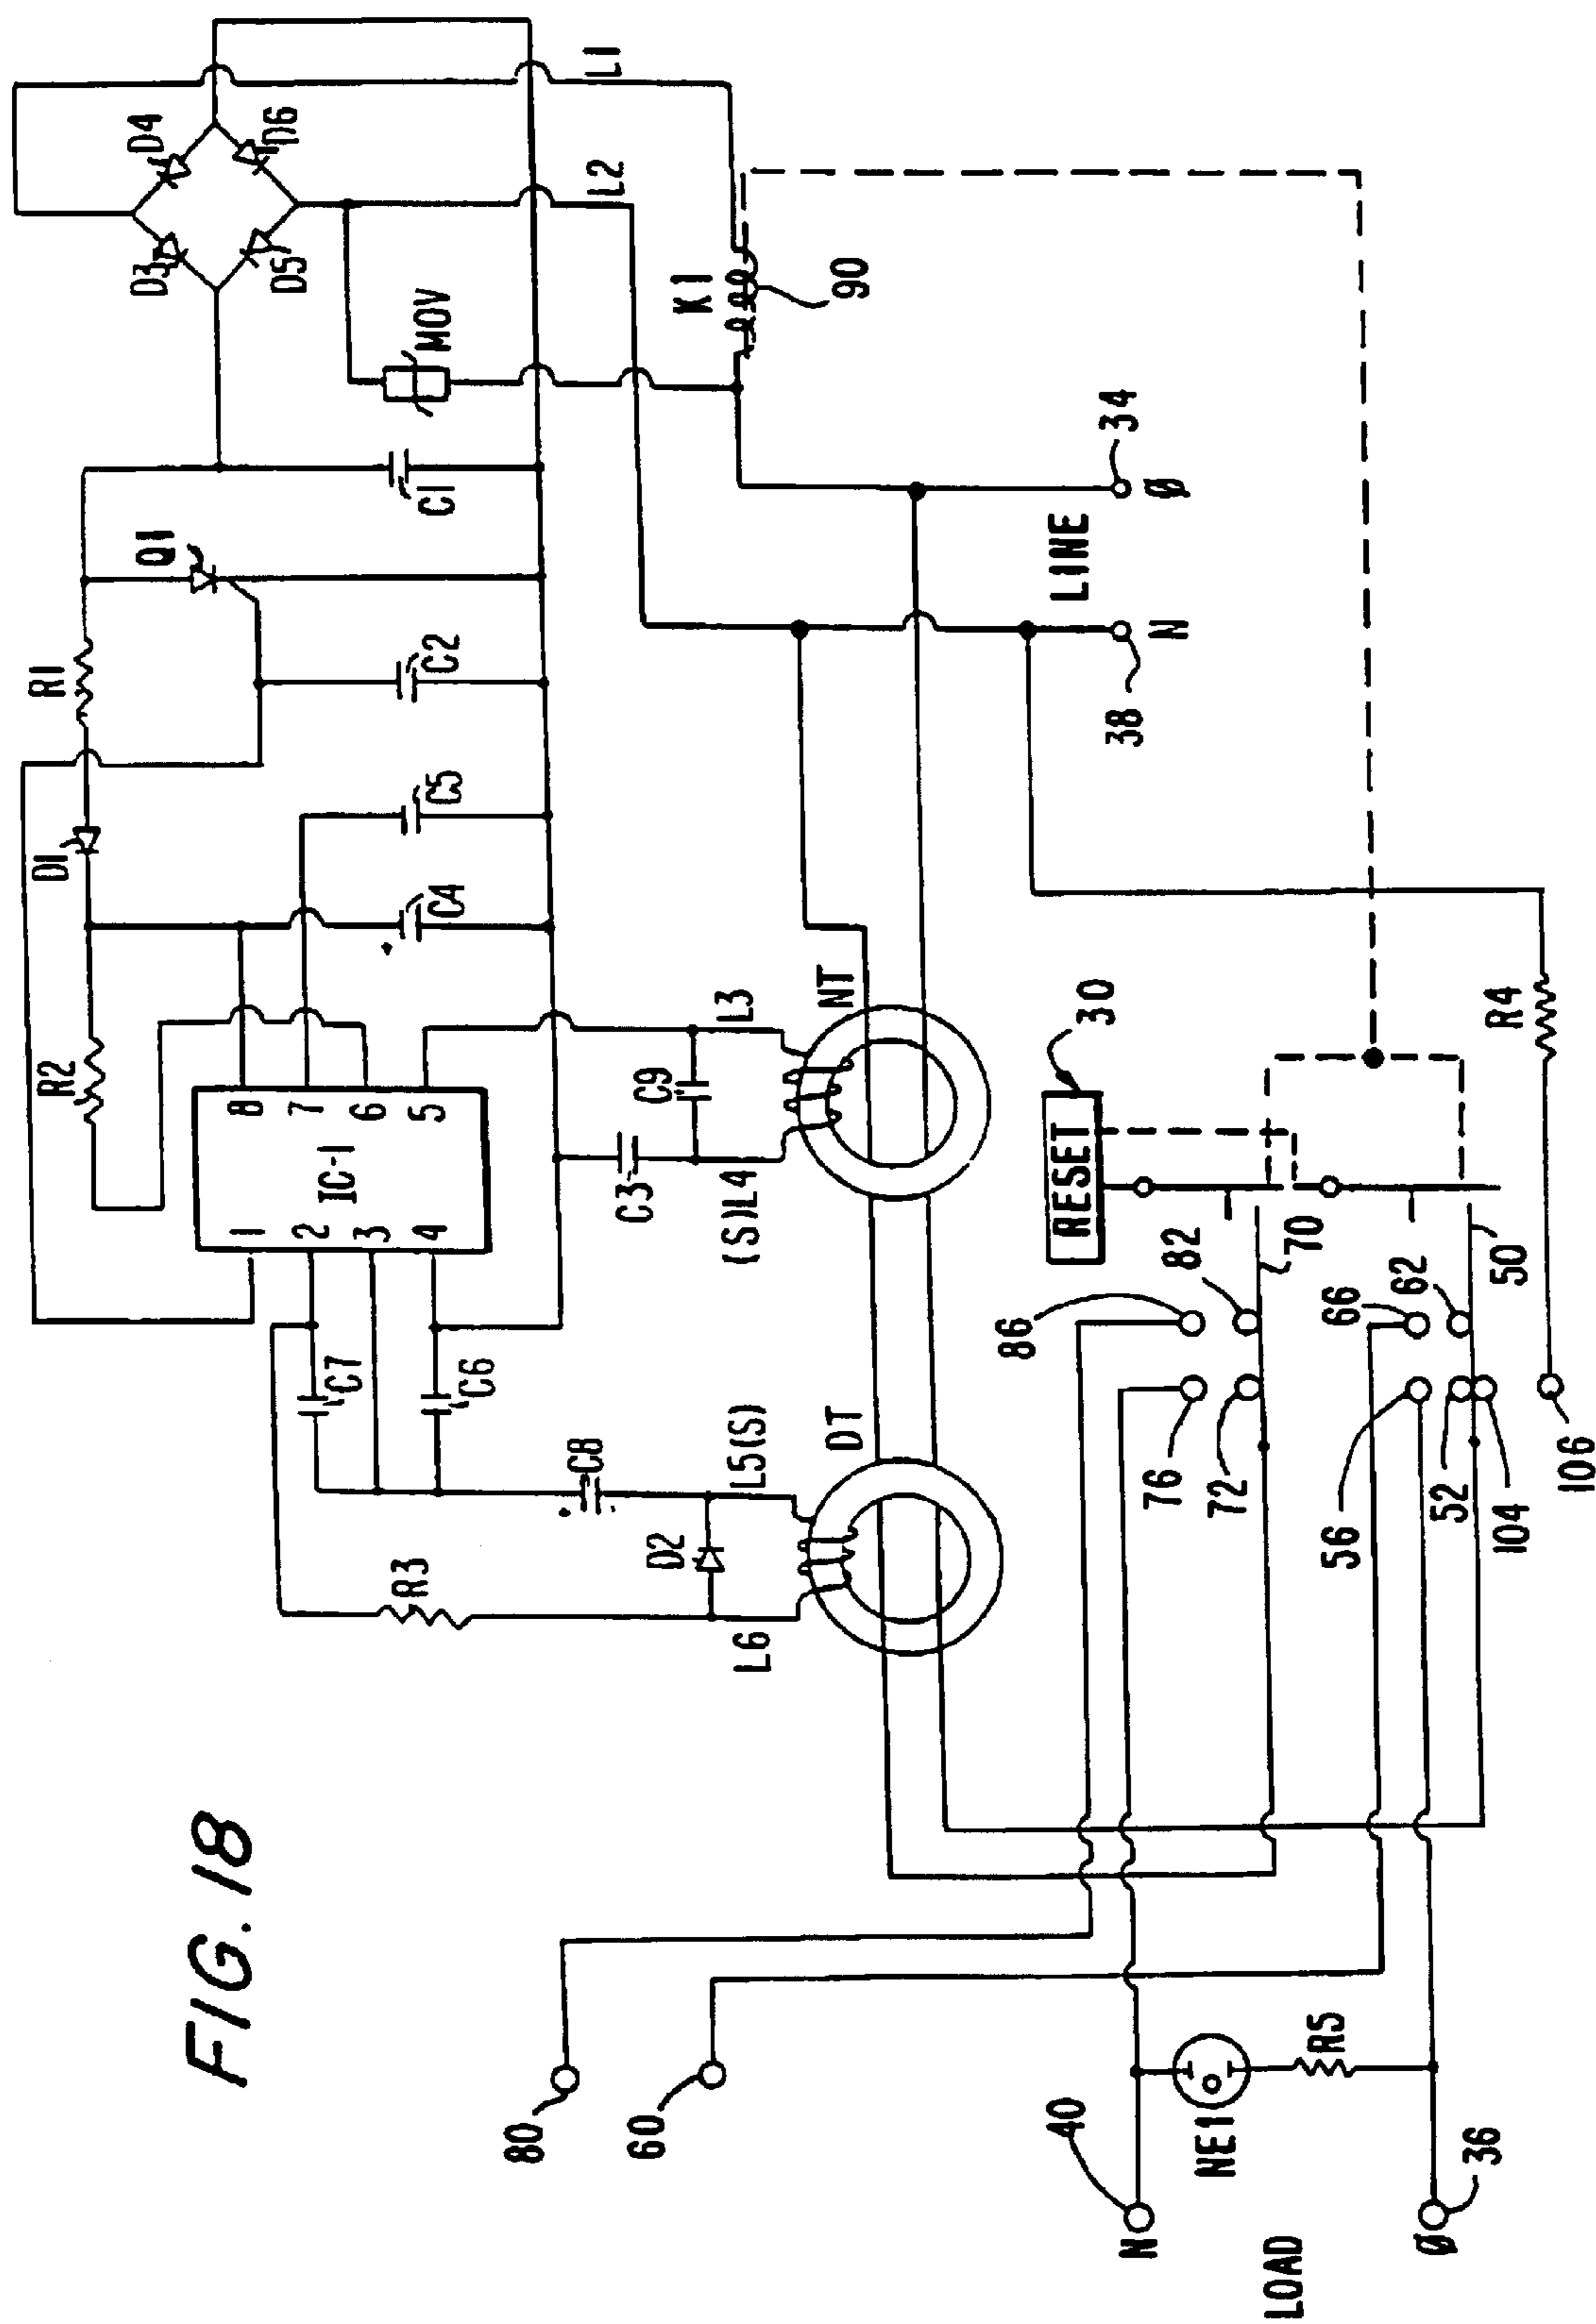 FIG. 18
D4
D6
D3
D5
L1
L2
MOV
K1
90
C1
Q1
34
Ø
LINE
N
38
R1
C2
C5
D1
C4
R2
8 7 6 5
IC-1
1 2 3 4
C9
L3
NT
C3
(S)L4
R4
30
RESET
C7
C6
C8
L5(S)
DT
D2
R3
L6
86
82
70
66
62
50
76
72
56
52
104
106
80
60
40
N
NE1
R5
Ø
36
LOAD